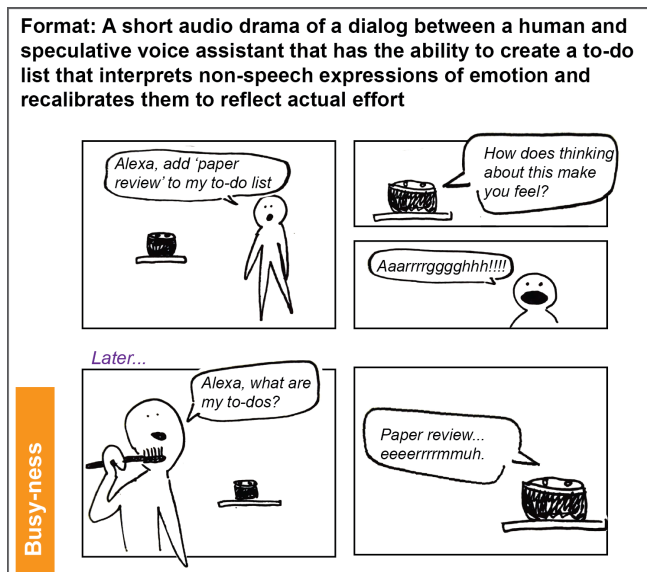 Format: A short audio drama of a dialog between a human and
speculative voice assistant that has the ability to create a to-do
list that interprets non-speech expressions of emotion and
recalibrates them to reflect actual effort
Alexa, add ‘paper
review’ to my to-do list
How does thinking
about this make
you feel?
Aaarrrrgggghhh!!!!
Later...
Alexa, what are
my to-dos?
Paper review...
eeeerrrrmmuh.
Busy-ness